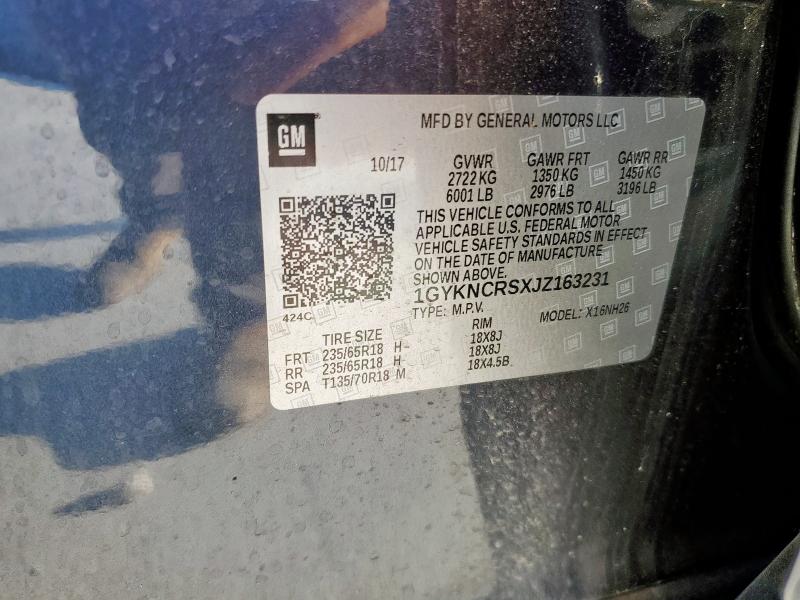 GM
MFD BY GENERAL MOTORS LLC
10/17
GVWR GAWR FRT GAWR RR
2722 KG 1350 KG 1450 KG
6001 LB 2976 LB 3196 LB
THIS VEHICLE CONFORMS TO ALL
APPLICABLE U.S. FEDERAL MOTOR
VEHICLE SAFETY STANDARDS IN EFFECT
ON THE DATE OF MANUFACTURE
SHOWN ABOVE.
1GYKNCRSXJZ163231
424C
TYPE: M.P.V. MODEL: X16NH26
TIRE SIZE RIM
FRT 235/65R18 H 18X8J
RR 235/65R18 H 18X8J
SPA T135/70R18 M 18X4.5B